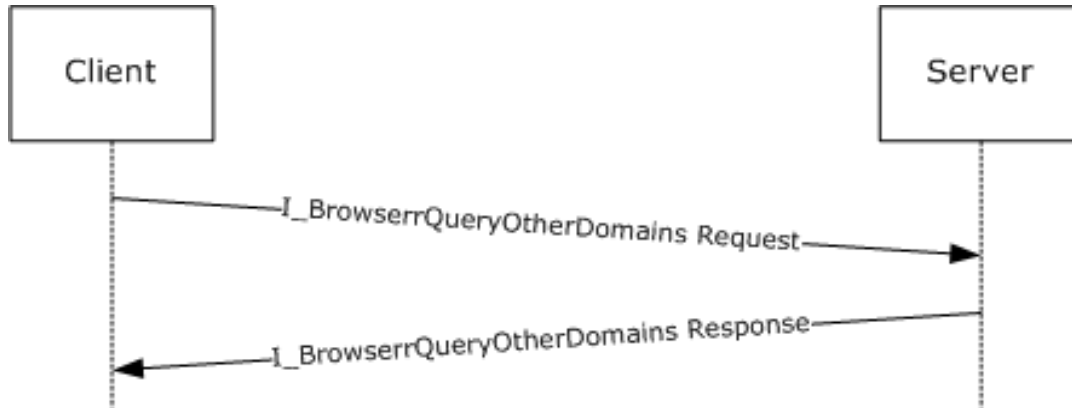 Client
Server
I_BrowserrQueryOtherDomains Request
I_BrowserrQueryOtherDomains Response